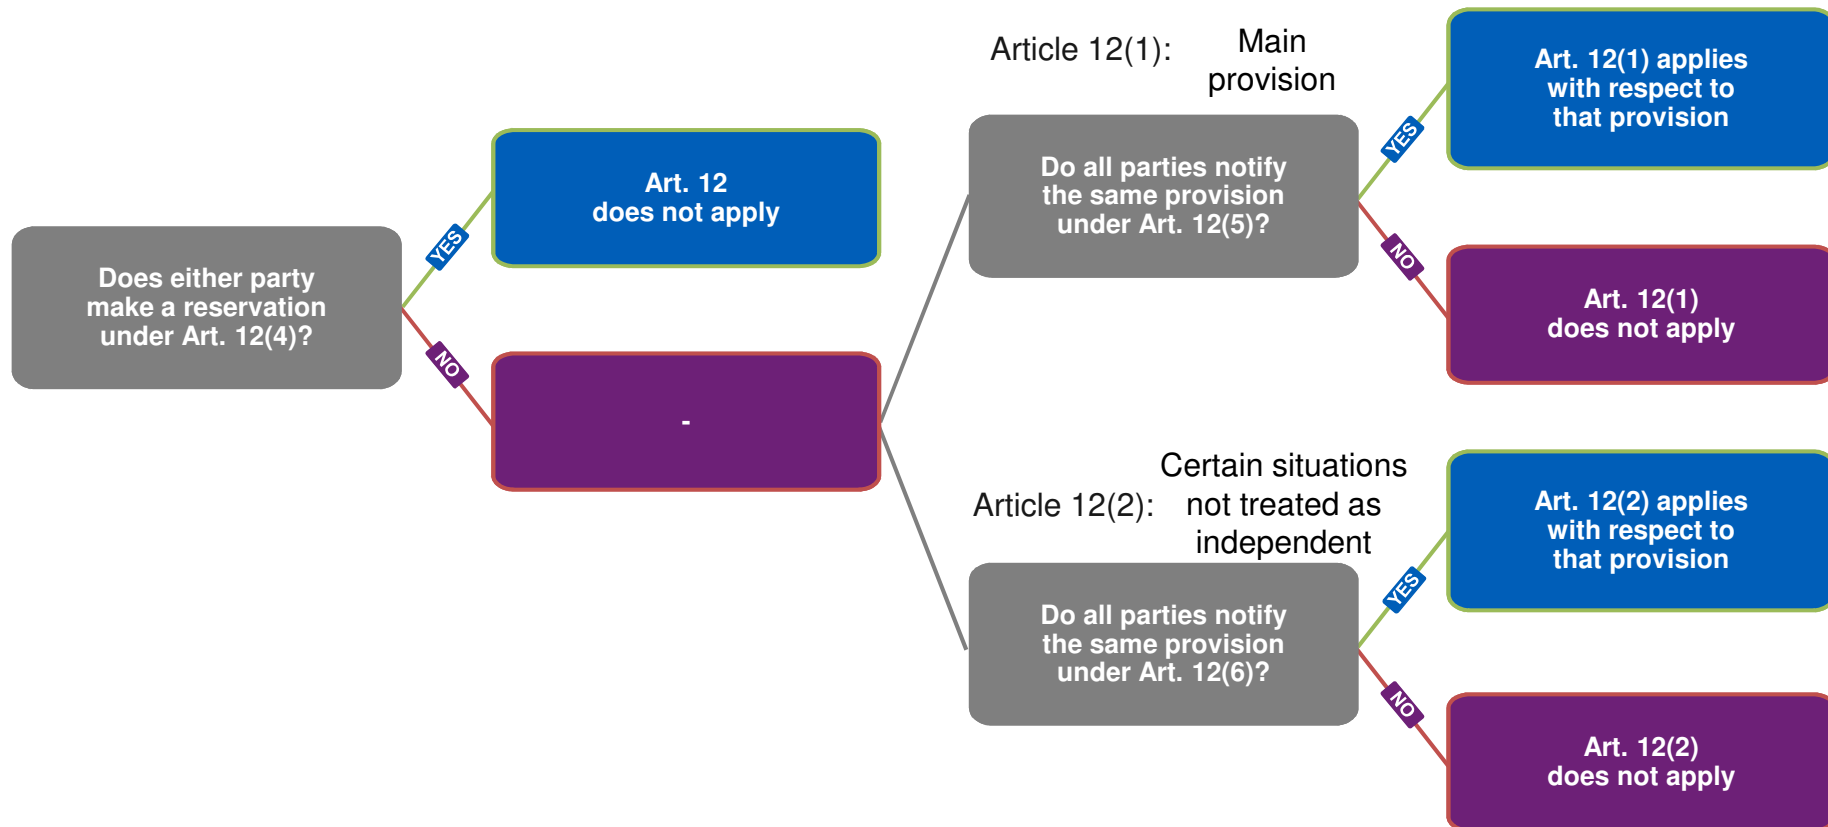 Does either party
make a reservation
under Art. 12(4)?
YES
Art. 12
does not apply
NO
-
Article 12(1):
Main
provision
Do all parties notify
the same provision
under Art. 12(5)?
YES
Art. 12(1) applies
with respect to
that provision
NO
Art. 12(1)
does not apply
Article 12(2):
Certain situations
not treated as
independent
Do all parties notify
the same provision
under Art. 12(6)?
YES
Art. 12(2) applies
with respect to
that provision
NO
Art. 12(2)
does not apply